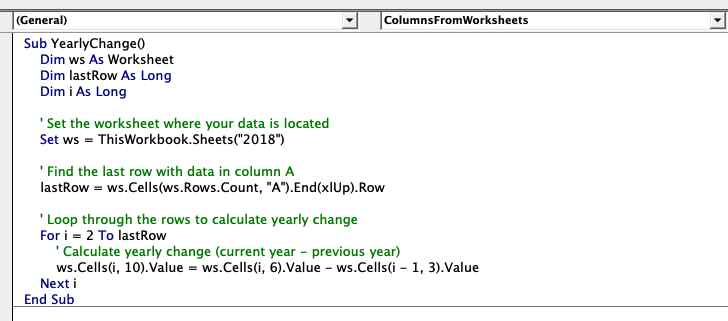 (General) ColumnsFromWorksheets
Sub YearlyChange()
    Dim ws As Worksheet
    Dim lastRow As Long
    Dim i As Long

    ' Set the worksheet where your data is located
    Set ws = ThisWorkbook.Sheets("2018")

    ' Find the last row with data in column A
    lastRow = ws.Cells(ws.Rows.Count, "A").End(xlUp).Row

    ' Loop through the rows to calculate yearly change
    For i = 2 To lastRow
        ' Calculate yearly change (current year - previous year)
        ws.Cells(i, 10).Value = ws.Cells(i, 6).Value - ws.Cells(i - 1, 3).Value
    Next i
End Sub